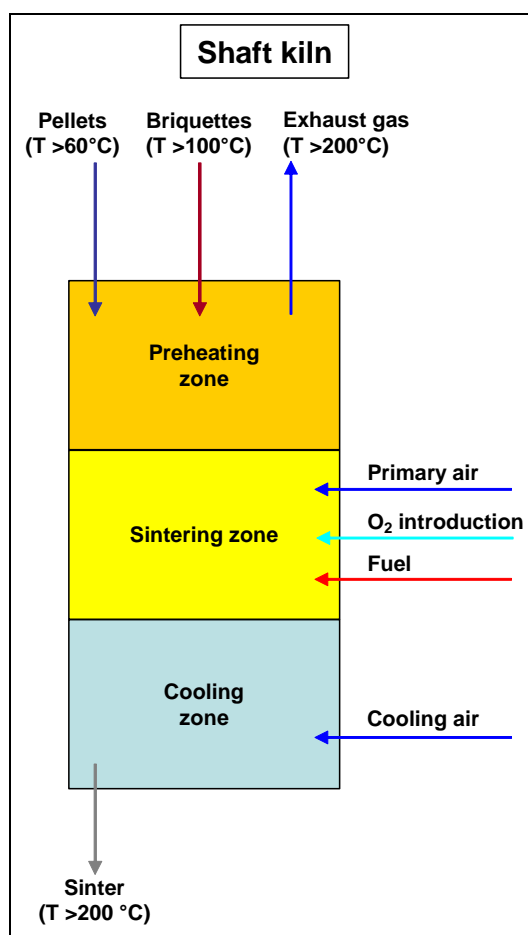 Shaft kiln
Pellets
(T >60°C)
Briquettes
(T >100°C)
Exhaust gas
(T >200°C)
Preheating
zone
Primary air
O₂ introduction
Sintering zone
Fuel
Cooling
zone
Cooling air
Sinter
(T >200 °C)